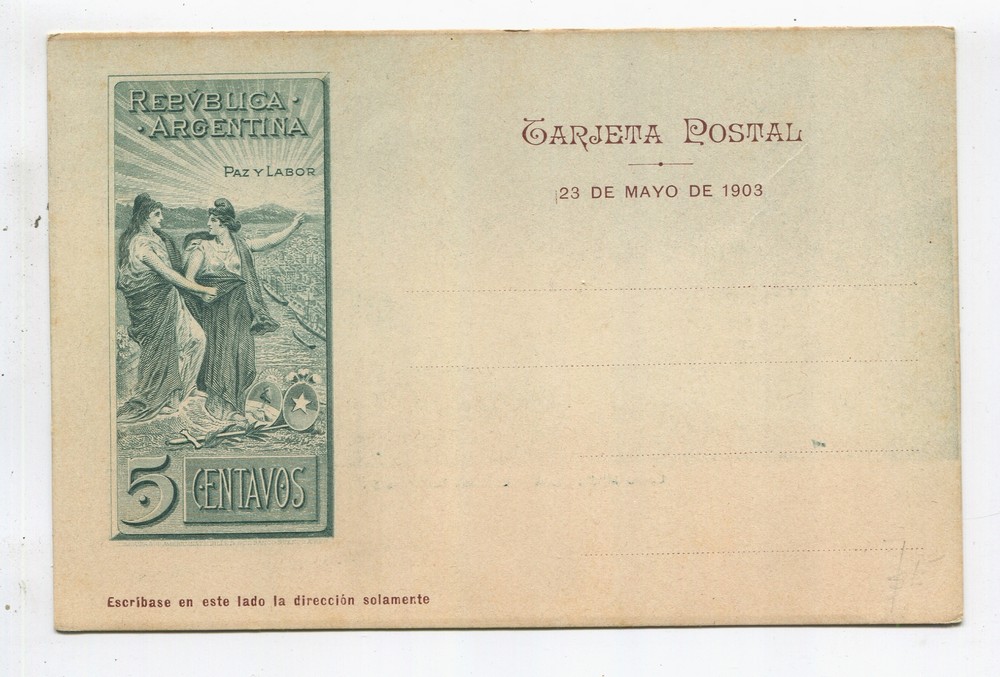 REPVBLICA ·
· ARGENTINA
PAZ Y LABOR
5 CENTAVOS
TARJETA POSTAL
23 DE MAYO DE 1903
Escríbase en este lado la dirección solamente